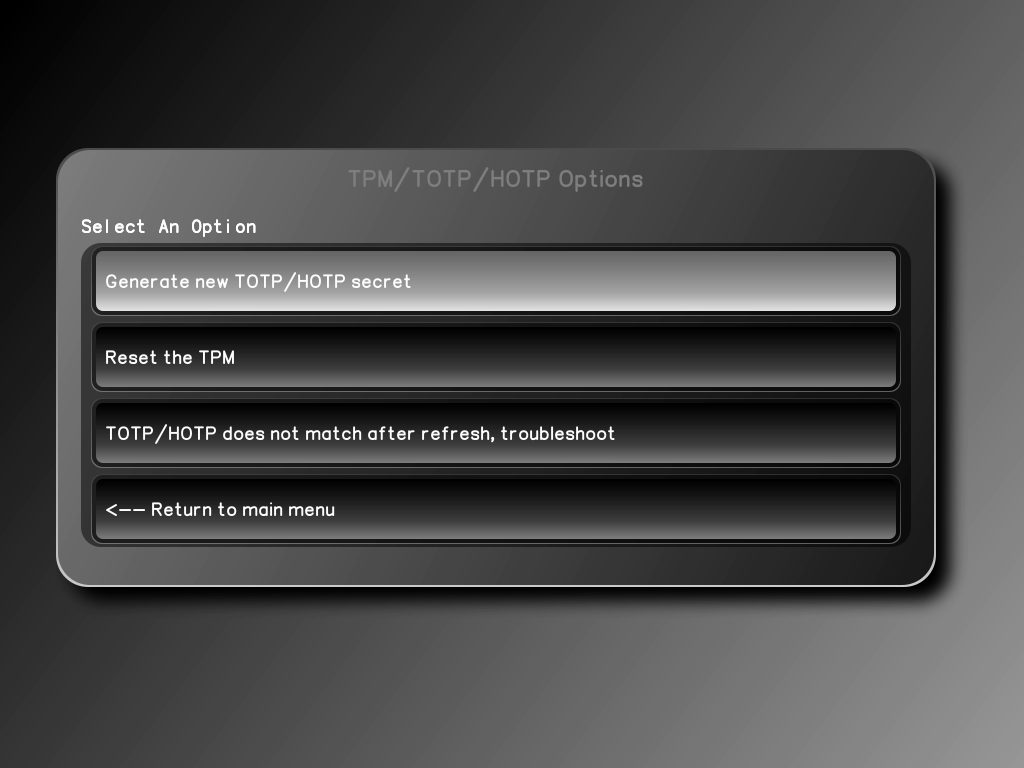 TPM/TOTP/HOTP Options
Select An Option
Generate new TOTP/HOTP secret
Reset the TPM
TOTP/HOTP does not match after refresh, troubleshoot
<-- Return to main menu